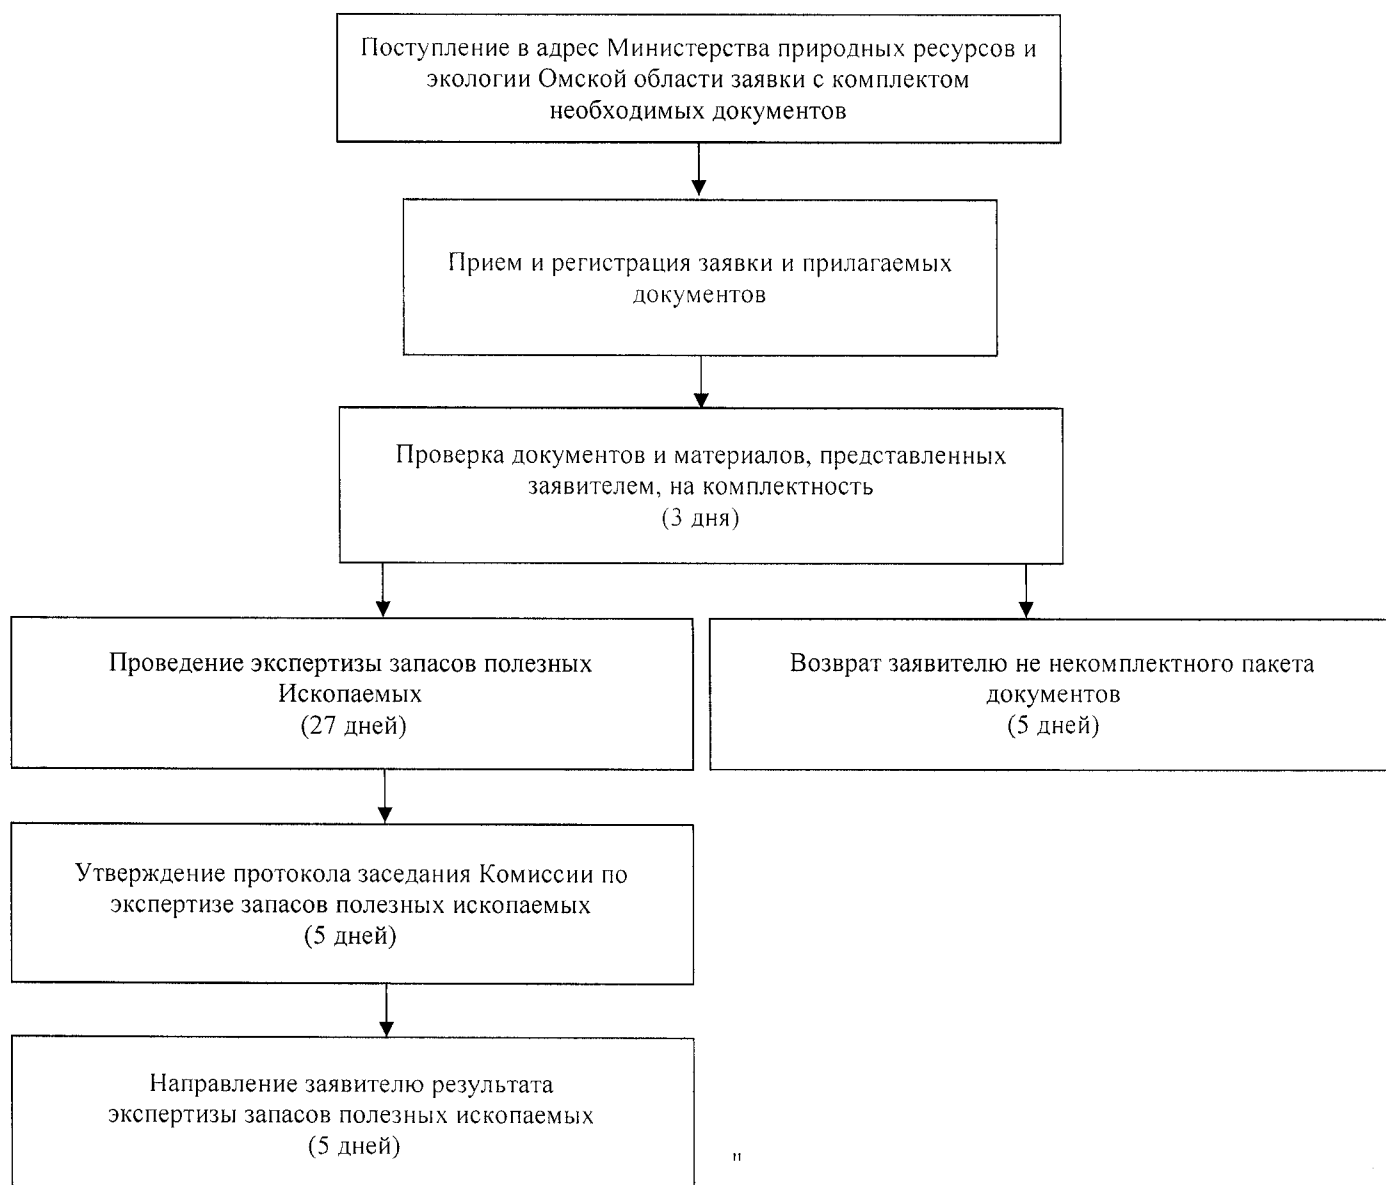 Поступление в адрес Министерства природных ресурсов и
экологии Омской области заявки с комплектом
необходимых документов
Прием и регистрация заявки и прилагаемых
документов
Проверка документов и материалов, представленных
заявителем, на комплектность
(3 дня)
Проведение экспертизы запасов полезных
Ископаемых
(27 дней)
Возврат заявителю не некомплектного пакета
документов
(5 дней)
Утверждение протокола заседания Комиссии по
экспертизе запасов полезных ископаемых
(5 дней)
Направление заявителю результата
экспертизы запасов полезных ископаемых
(5 дней)
"